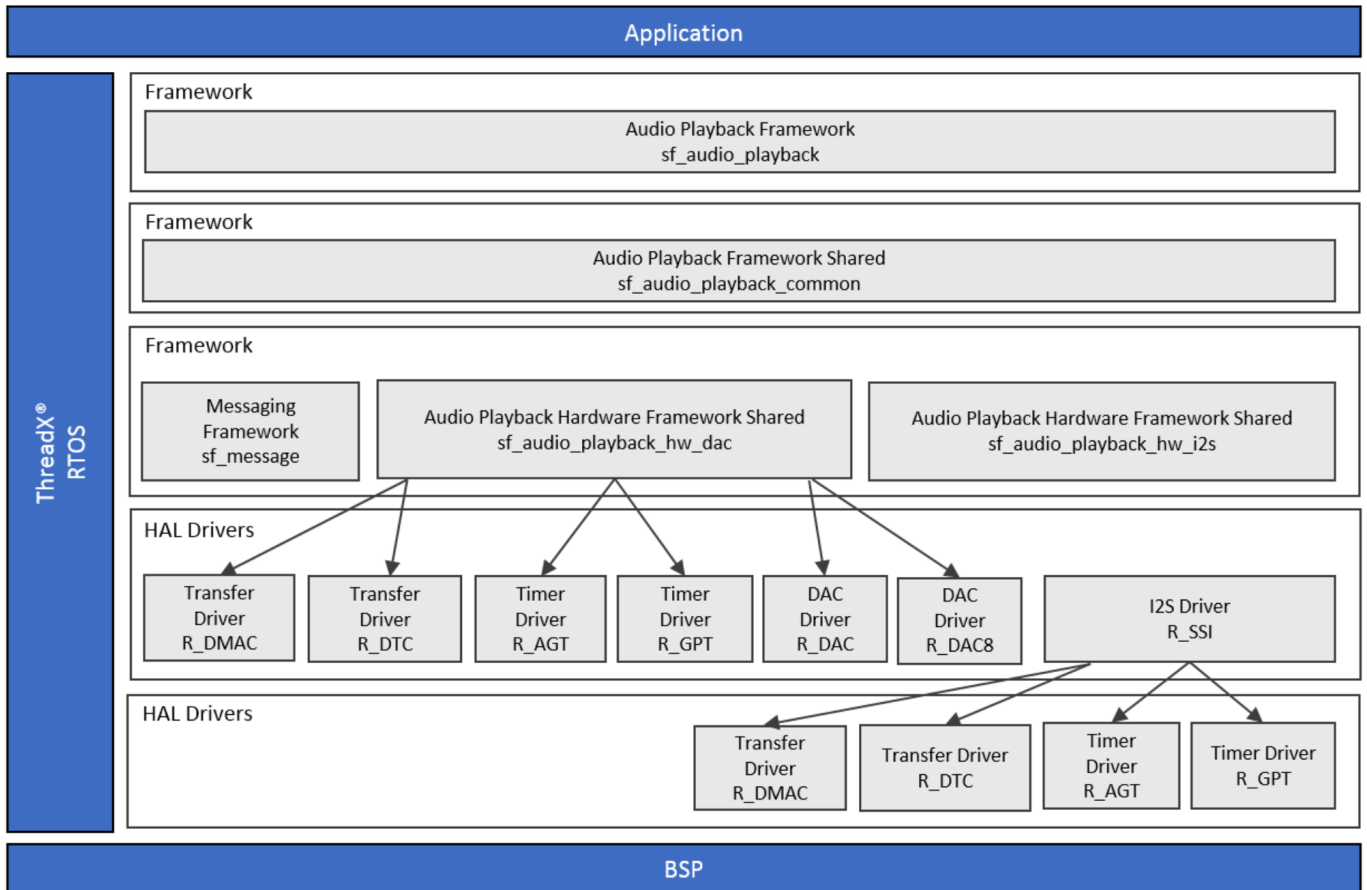 Application
ThreadX®
RTOS
Framework
Audio Playback Framework
sf_audio_playback
Framework
Audio Playback Framework Shared
sf_audio_playback_common
Framework
Messaging
Framework
sf_message
Audio Playback Hardware Framework Shared
sf_audio_playback_hw_dac
Audio Playback Hardware Framework Shared
sf_audio_playback_hw_i2s
HAL Drivers
Transfer
Driver
R_DMAC
Transfer
Driver
R_DTC
Timer
Driver
R_AGT
Timer
Driver
R_GPT
DAC
Driver
R_DAC
DAC
Driver
R_DAC8
I2S Driver
R_SSI
HAL Drivers
Transfer
Driver
R_DMAC
Transfer Driver
R_DTC
Timer
Driver
R_AGT
Timer Driver
R_GPT
BSP